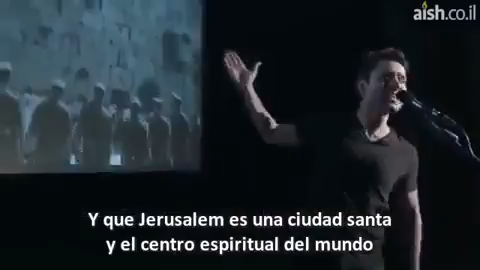 aish.co.il
Y que Jerusalem es una ciudad santa
y el centro espiritual del mundo